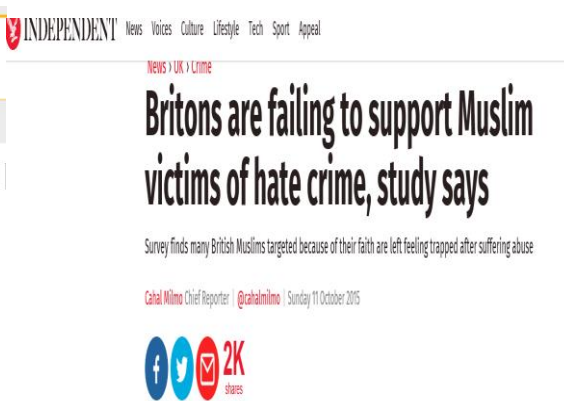 INDEPENDENT News Voices Culture Lifestyle Tech Sport Appeal
News › UK › Crime
Britons are failing to support Muslim
victims of hate crime, study says
Survey finds many British Muslims targeted because of their faith are left feeling trapped after suffering abuse
Cahal Milmo Chief Reporter | @cahalmilmo | Sunday 11 October 2015
2K
shares